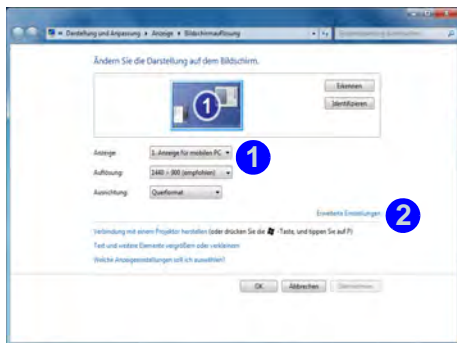 Darstellung und Anpassung ▸ Anzeige ▸ Bildschirmauflösung
Ändern Sie die Darstellung auf dem Bildschirm.
1
Erkennen
Identifizieren
Anzeige:
1. Anzeige für mobilen PC
1
Auflösung:
1440 × 900 (empfohlen)
Ausrichtung:
Querformat
Erweiterte Einstellungen
2
Verbindung mit einem Projektor herstellen (oder drücken Sie die -Taste, und tippen Sie auf P)
Text und weitere Elemente vergrößern oder verkleinern
Welche Anzeigeeinstellungen soll ich auswählen?
OK
Abbrechen
Übernehmen